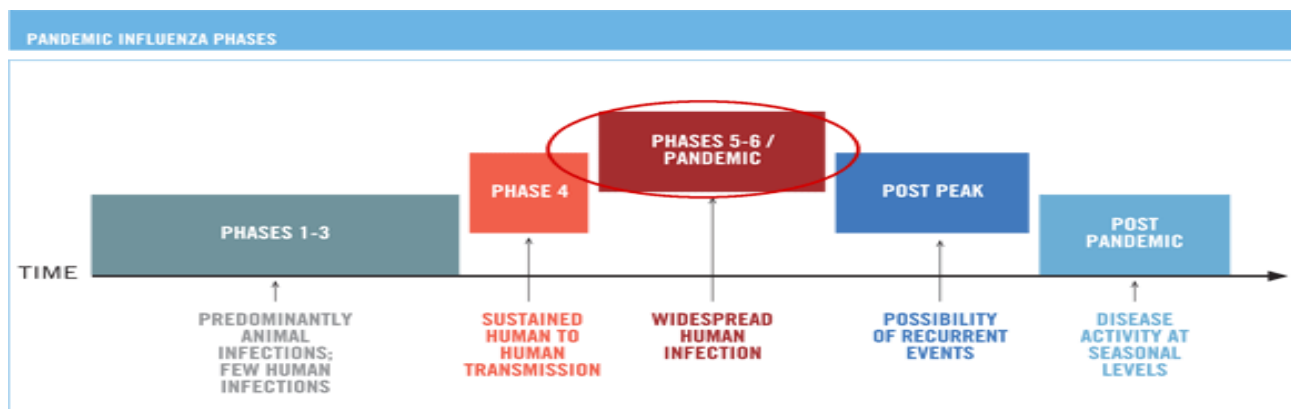 PANDEMIC INFLUENZA PHASES
PHASES 5-6 /
PANDEMIC
PHASE 4
POST PEAK
PHASES 1-3
POST
PANDEMIC
TIME
PREDOMINANTLY
ANIMAL
INFECTIONS;
FEW HUMAN
INFECTIONS
SUSTAINED
HUMAN TO
HUMAN
TRANSMISSION
WIDESPREAD
HUMAN
INFECTION
POSSIBILITY
OF RECURRENT
EVENTS
DISEASE
ACTIVITY AT
SEASONAL
LEVELS